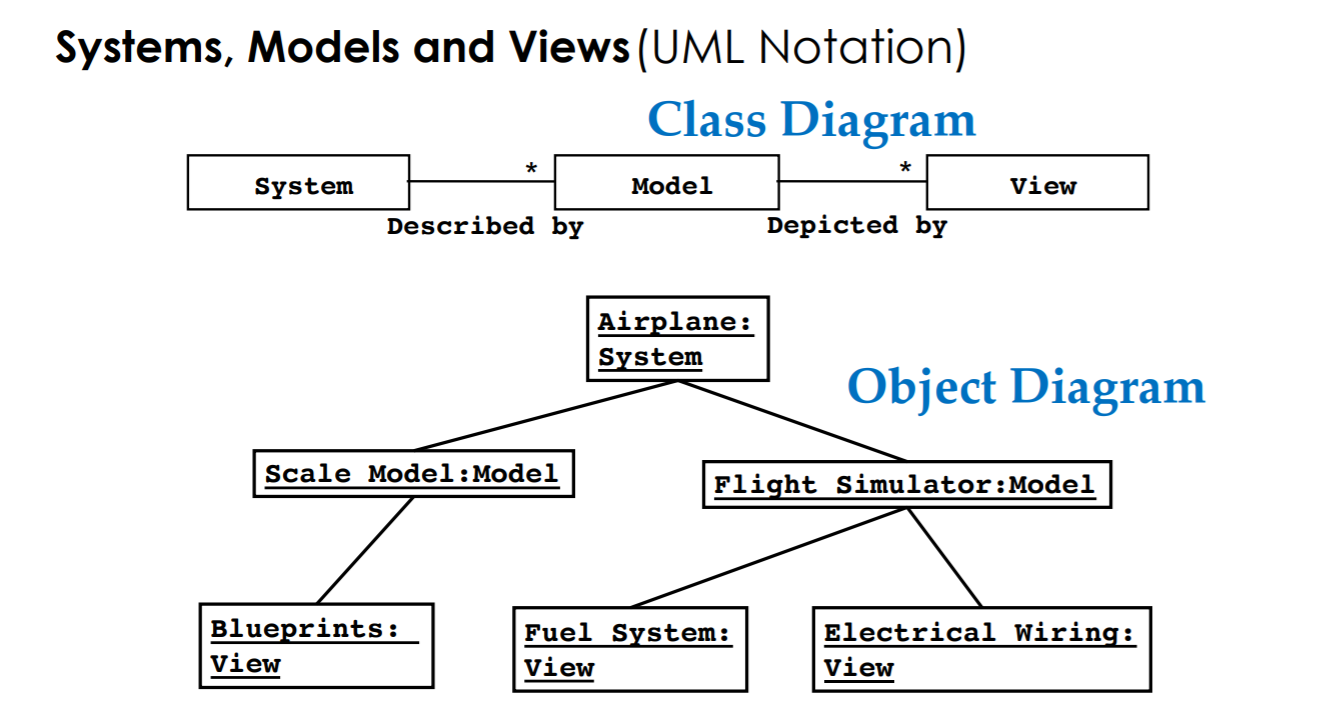 Systems, Models and Views (UML Notation)
Class Diagram
System
*
Model
*
View
Described by
Depicted by
Airplane:
System
Object Diagram
Scale Model:Model
Flight Simulator:Model
Blueprints:
View
Fuel System:
View
Electrical Wiring:
View